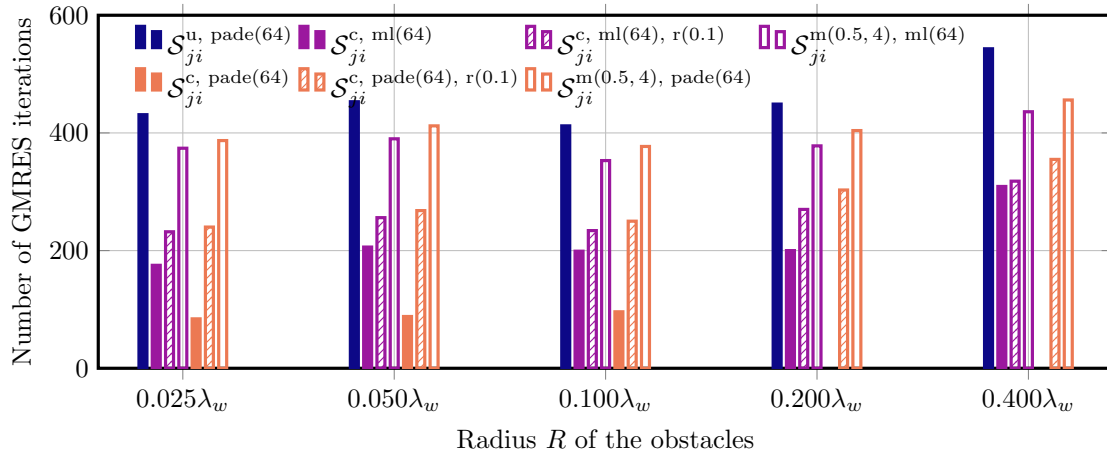 600
400
200
0
Number of GMRES iterations
𝒮_{ji}^{u, pade(64)} 𝒮_{ji}^{c, ml(64)} 𝒮_{ji}^{c, ml(64), r(0.1)} 𝒮_{ji}^{m(0.5, 4), ml(64)}
𝒮_{ji}^{c, pade(64)} 𝒮_{ji}^{c, pade(64), r(0.1)} 𝒮_{ji}^{m(0.5, 4), pade(64)}
0.025λ_w 0.050λ_w 0.100λ_w 0.200λ_w 0.400λ_w
Radius R of the obstacles